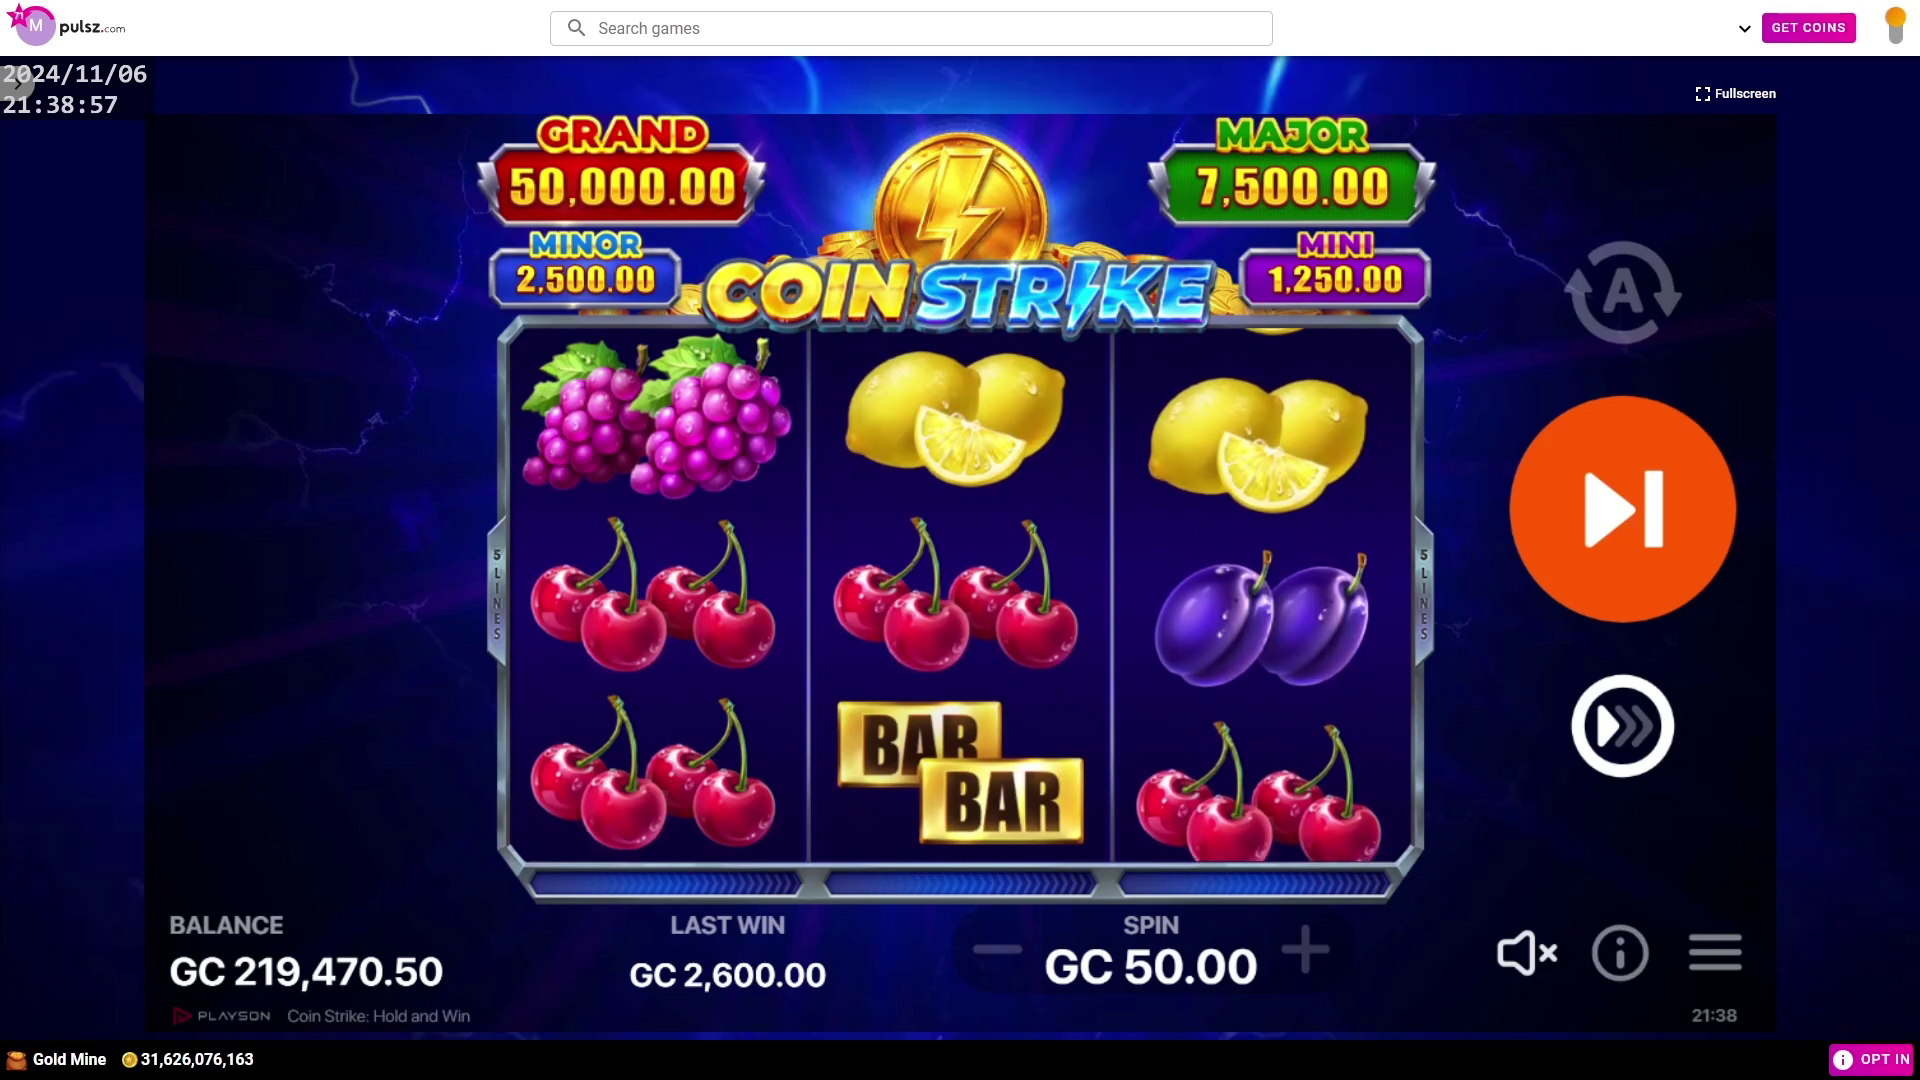 M
pulsz.com
Search games
GET COINS
2024/11/06
21:38:57
Fullscreen
GRAND
50,000.00
MAJOR
7,500.00
MINOR
2,500.00
MINI
1,250.00
COIN STRIKE
A
5 LINES
5 LINES
BAR
BAR
BALANCE
GC 219,470.50
LAST WIN
GC 2,600.00
SPIN
GC 50.00
PLAYSON
Coin Strike: Hold and Win
21:38
Gold Mine
31,626,076,163
OPT IN